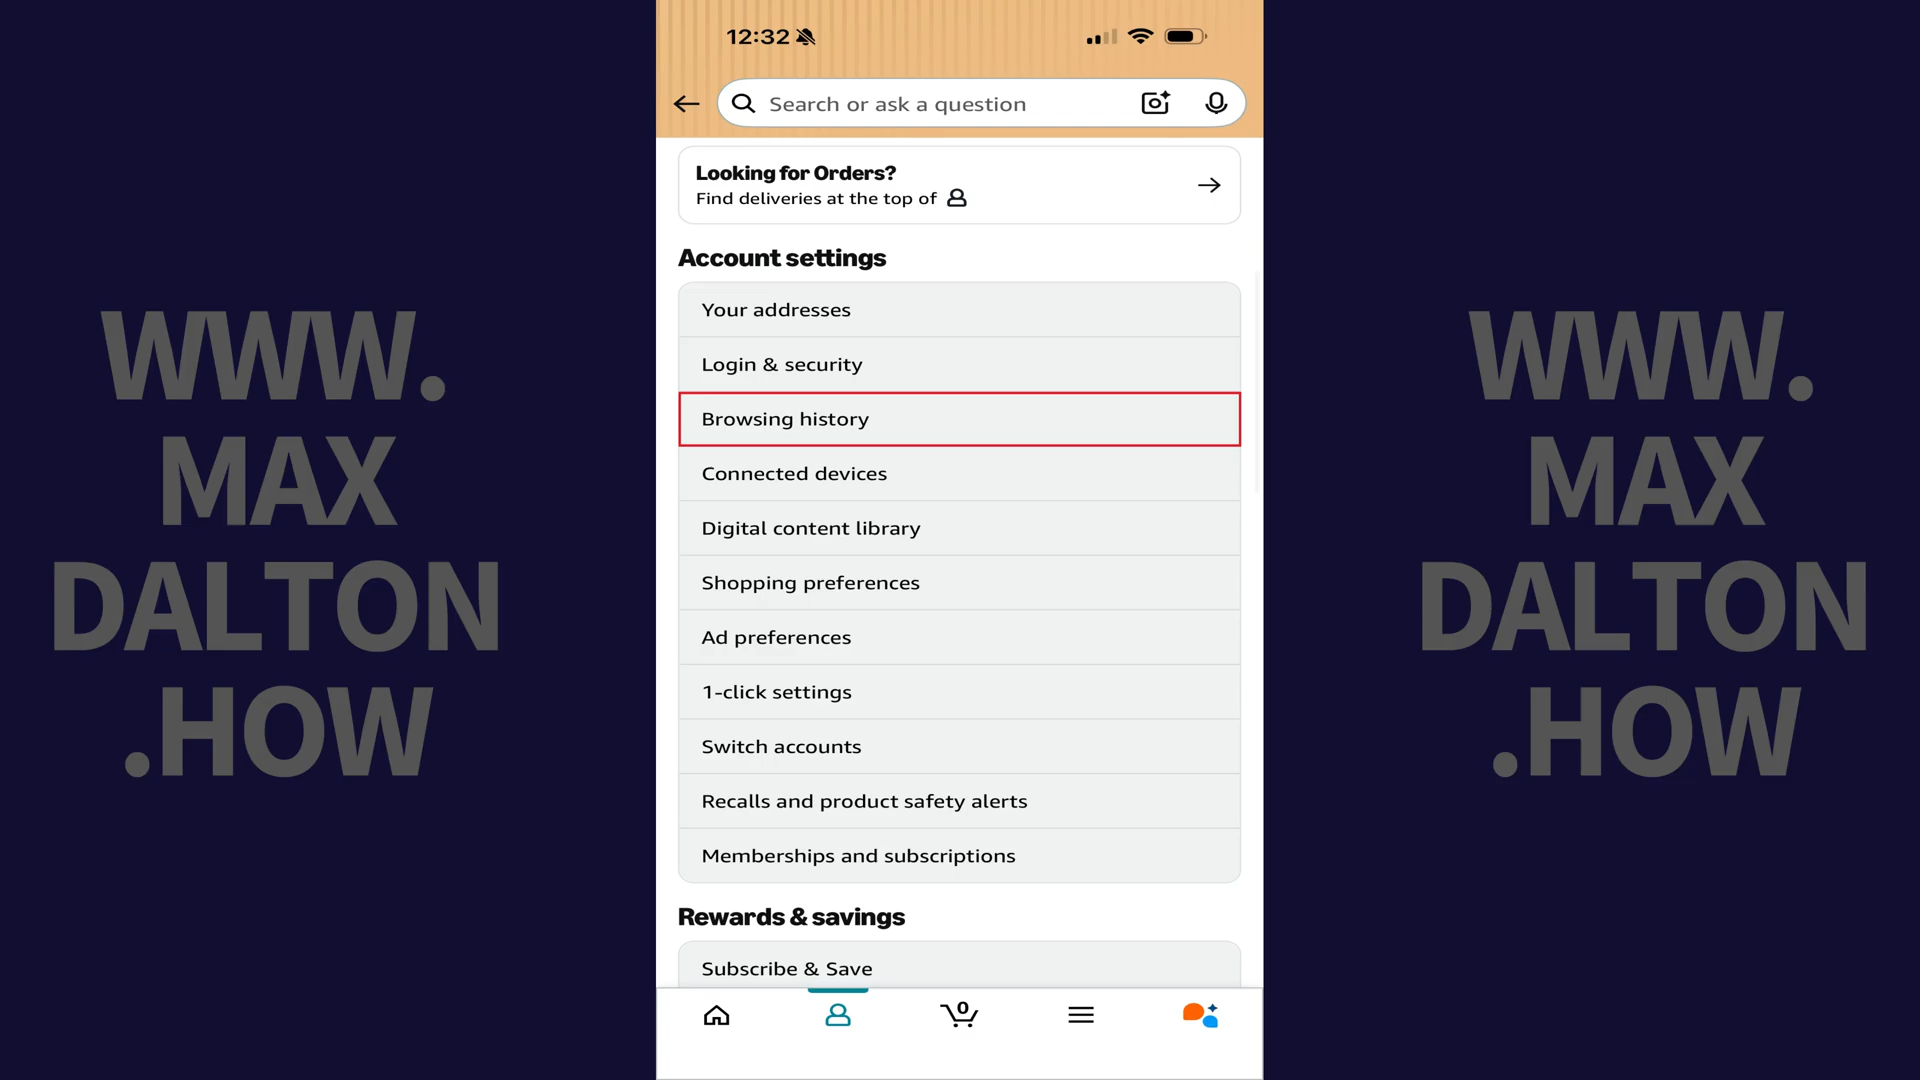 12:32
Search or ask a question
Looking for Orders?
Find deliveries at the top of
Account settings
Your addresses
Login & security
Browsing history
Connected devices
Digital content library
Shopping preferences
Ad preferences
1-click settings
Switch accounts
Recalls and product safety alerts
Memberships and subscriptions
Rewards & savings
Subscribe & Save
0
WWW.
MAX
DALTON
.HOW
WWW.
MAX
DALTON
.HOW